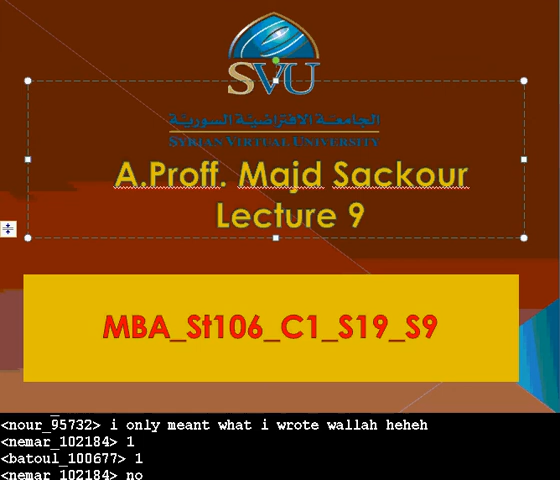 SVU
الجامعة الافتراضية السورية
SYRIAN VIRTUAL UNIVERSITY
A.Proff. Majd Sackour
Lecture 9
MBA_St106_C1_S19_S9
<nour_95732> i only meant what i wrote wallah heheh
<nemar_102184> 1
<batoul_100677> 1
<nemar_102184> no